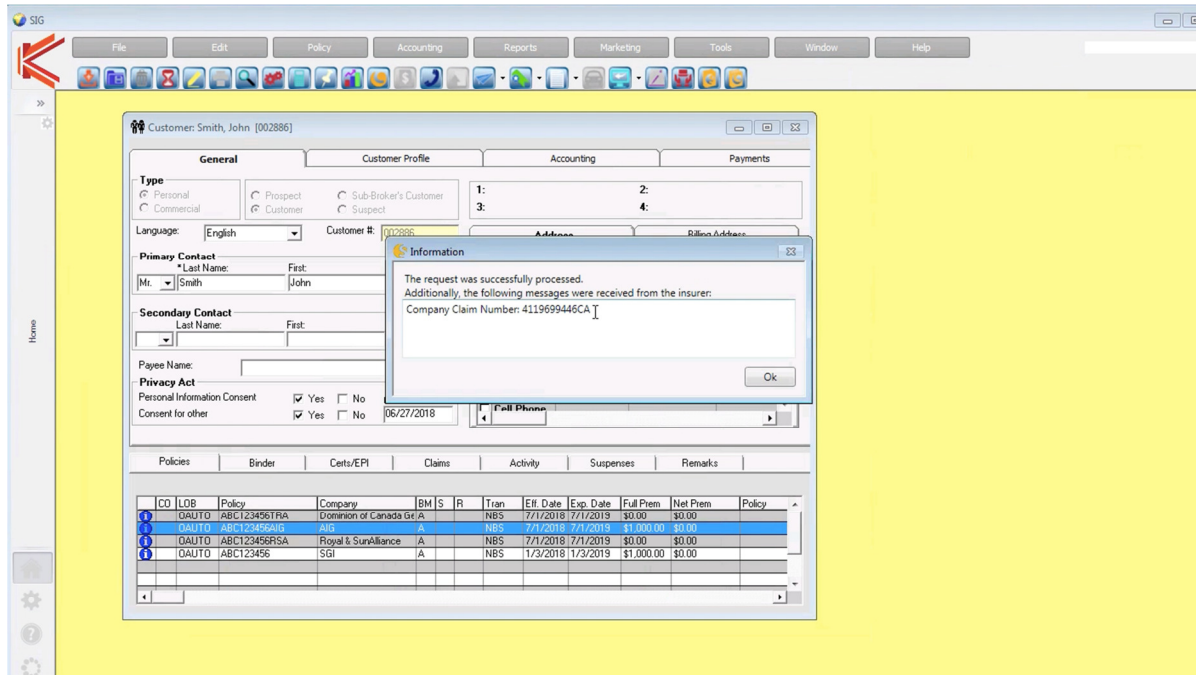 SIG
File Edit Policy Accounting Reports Marketing Tools Window Help
Home
Customer: Smith, John [002886]
General Customer Profile Accounting Payments
Type
Personal
Commercial
Prospect
Customer
Sub-Broker's Customer
Suspect
1: 2:
3: 4:
Language: English Customer #: 002886
Address Billing Address
Primary Contact
*Last Name: First:
Mr. Smith John
Secondary Contact
Last Name: First:
Payee Name:
Privacy Act
Personal Information Consent Yes No
Consent for other Yes No 06/27/2018
Cell Phone
Information
The request was successfully processed.
Additionally, the following messages were received from the insurer:
Company Claim Number: 4119699446CA
Ok
Policies Binder Certs/EPI Claims Activity Suspenses Remarks
CO LOB Policy Company BM S R Tran Eff. Date Exp. Date Full Prem Net Prem Policy
OAUTO ABC123456TRA Dominion of Canada Ge A NBS 7/1/2018 7/1/2019 $0.00 $0.00
OAUTO ABC123456AIG AIG A NBS 7/1/2018 7/1/2019 $1,000.00 $0.00
OAUTO ABC123456RSA Royal & SunAlliance A NBS 7/1/2018 7/1/2019 $0.00 $0.00
OAUTO ABC123456 SGI A NBS 1/3/2018 1/3/2019 $1,000.00 $0.00